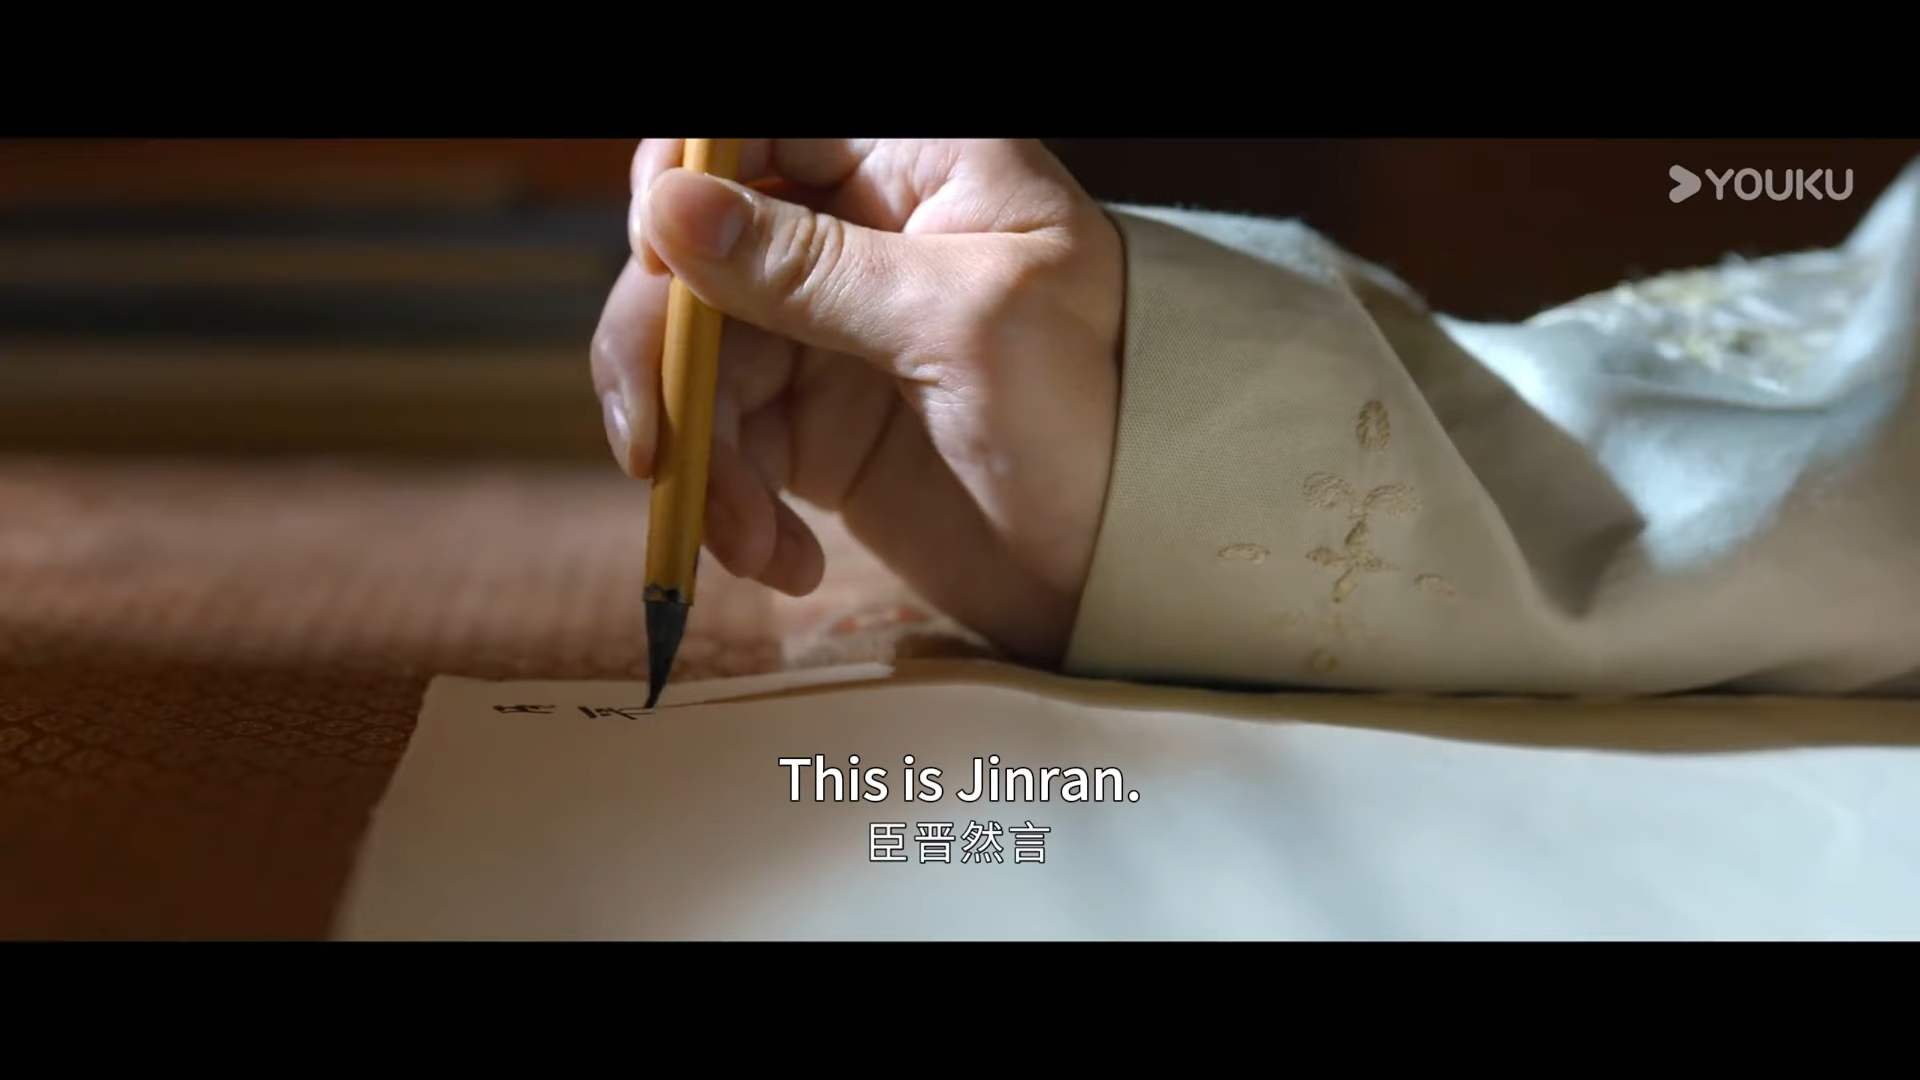 YOUKU
This is Jinran.
臣晋然言